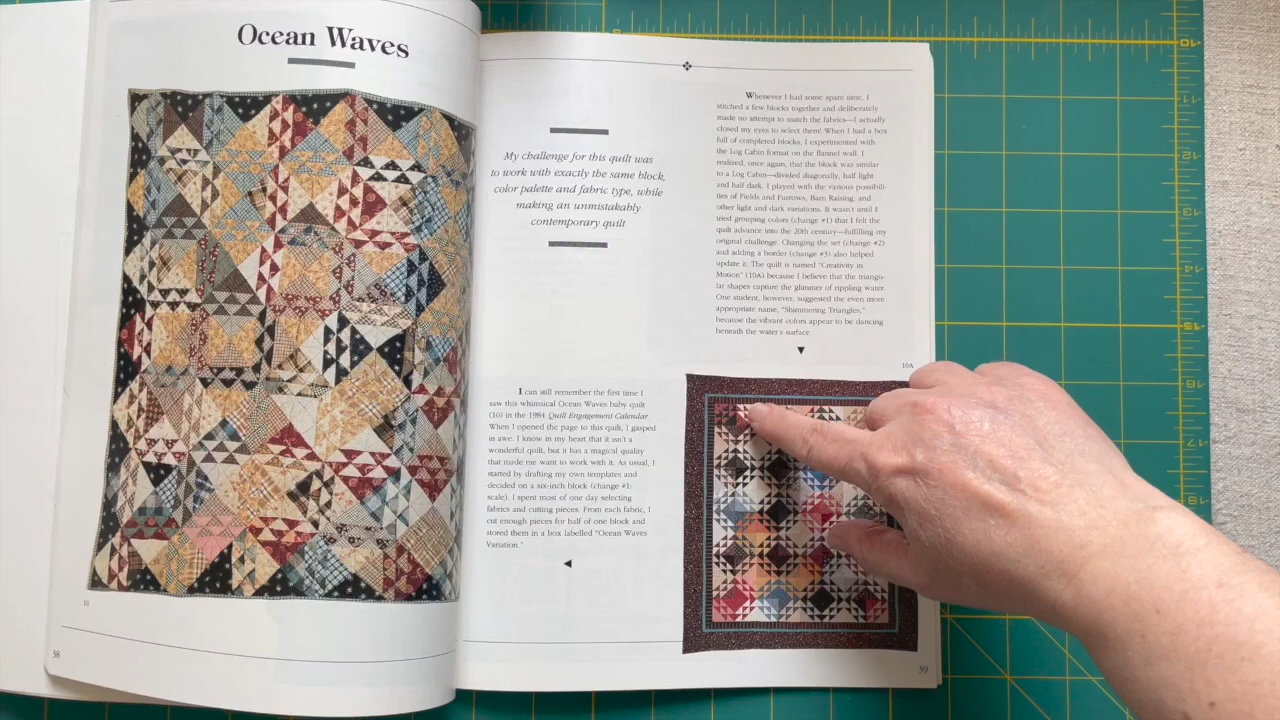 Ocean Waves
10
38
My challenge for this quilt was
to work with exactly the same block,
color palette and fabric type, while
making an unmistakably
contemporary quilt
I can still remember the first time I
saw this whimsical Ocean Waves baby quilt
(10) in the 1984 Quilt Engagement Calendar.
When I opened the page to this quilt, I gasped
in awe. I know in my heart that it isn't a
wonderful quilt, but it has a magical quality
that made me want to work with it. As usual, I
started by drafting my own templates and
decided on a six-inch block (change #1:
scale). I spent most of one day selecting
fabrics and cutting pieces. From each fabric, I
cut enough pieces for half of one block and
stored them in a box labelled "Ocean Waves
Variation."
Whenever I had some spare time, I
stitched a few blocks together and deliberately
made no attempt to match the fabrics—I actually
closed my eyes to select them! When I had a box
full of completed blocks, I experimented with
the Log Cabin format on the flannel wall. I
realized, once again, that the block was similar
to a Log Cabin—divided diagonally, half light
and half dark. I played with the various possibili-
ties of Fields and Furrows, Barn Raising, and
other light and dark variations. It wasn't until I
tried grouping colors (change #1) that I felt the
quilt advance into the 20th century—fulfilling my
original challenge. Changing the set (change #2)
and adding a border (change #3) also helped
update it. The quilt is named "Creativity in
Motion" (10A) because I believe that the triangu-
lar shapes capture the glimmer of rippling water.
One student, however, suggested the even more
appropriate name, "Shimmering Triangles,"
because the vibrant colors appear to be dancing
beneath the water's surface.
10A
39
10
11
12
13
14
15
16
17
18